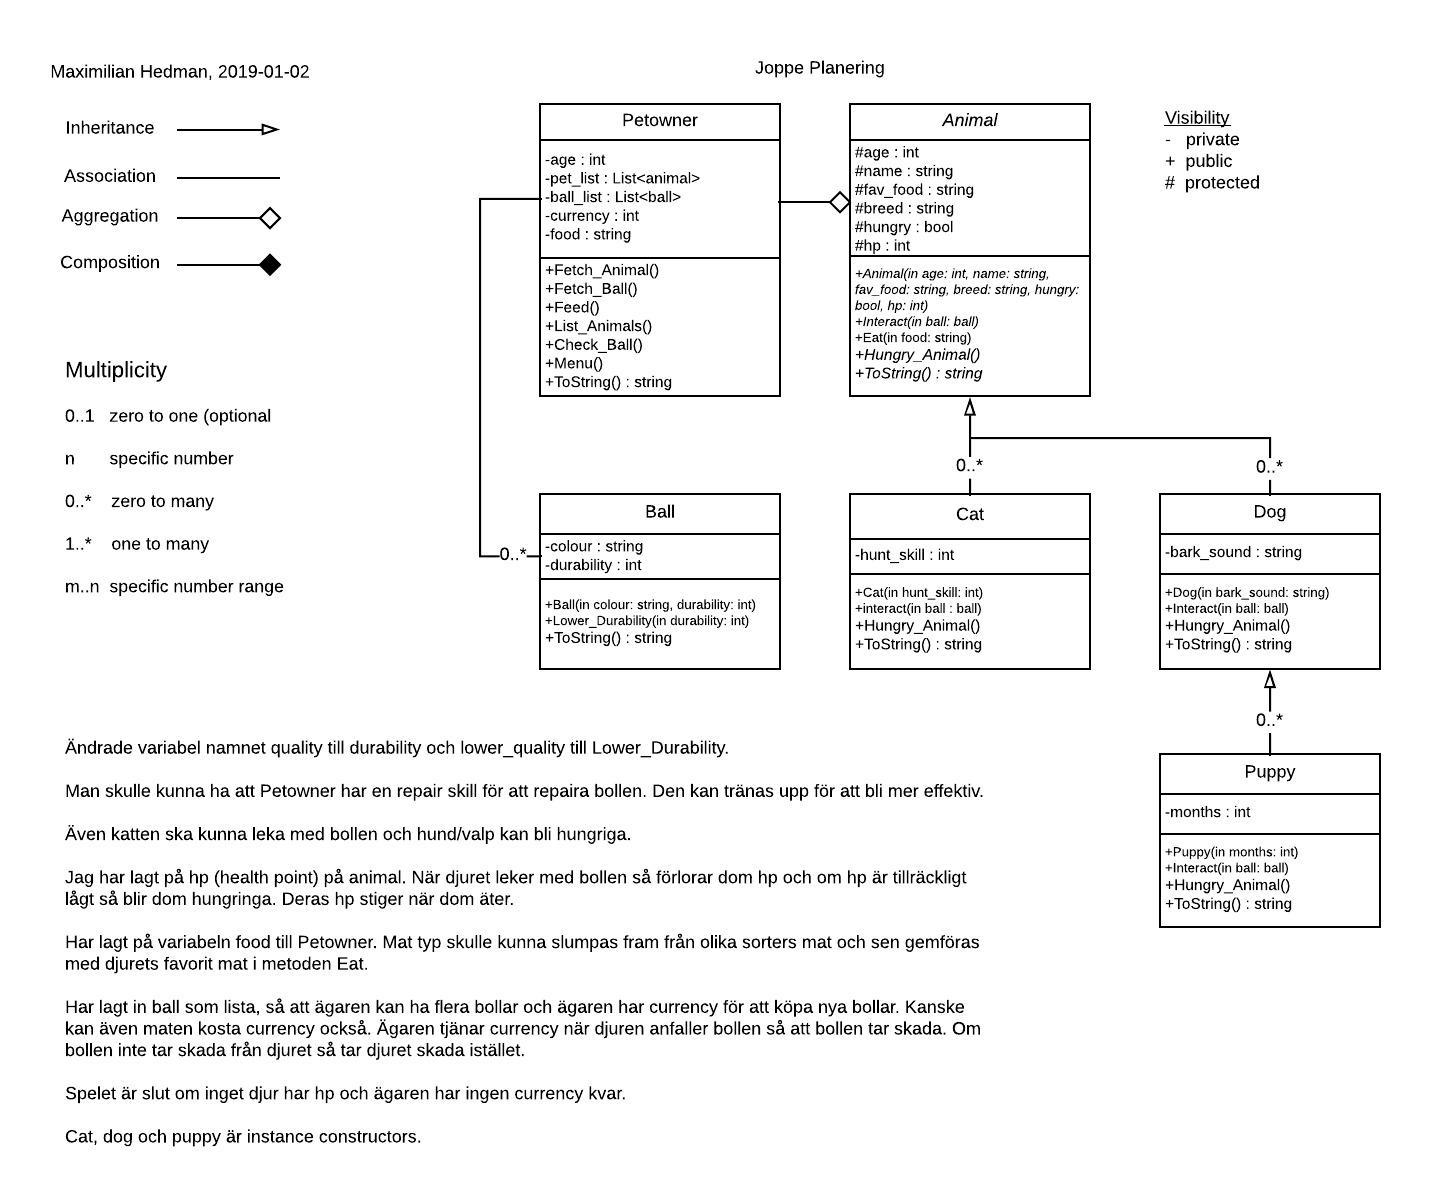 Maximilian Hedman, 2019-01-02
Joppe Planering
Inheritance
Association
Aggregation
Composition
Multiplicity
0..1 zero to one (optional
n specific number
0..* zero to many
1..* one to many
m..n specific number range
Petowner
-age : int
-pet_list : List<animal>
-ball_list : List<ball>
-currency : int
-food : string
+Fetch_Animal()
+Fetch_Ball()
+Feed()
+List_Animals()
+Check_Ball()
+Menu()
+ToString() : string
Animal
#age : int
#name : string
#fav_food : string
#breed : string
#hungry : bool
#hp : int
+Animal(in age: int, name: string,
fav_food: string, breed: string, hungry:
bool, hp: int)
+Interact(in ball: ball)
+Eat(in food: string)
+Hungry_Animal()
+ToString() : string
Visibility
- private
+ public
# protected
0..*
0..*
0..*
Ball
-colour : string
-durability : int
+Ball(in colour: string, durability: int)
+Lower_Durability(in durability: int)
+ToString() : string
Cat
-hunt_skill : int
+Cat(in hunt_skill: int)
+interact(in ball : ball)
+Hungry_Animal()
+ToString() : string
Dog
-bark_sound : string
+Dog(in bark_sound: string)
+Interact(in ball: ball)
+Hungry_Animal()
+ToString() : string
0..*
Puppy
-months : int
+Puppy(in months: int)
+Interact(in ball: ball)
+Hungry_Animal()
+ToString() : string
Ändrade variabel namnet quality till durability och lower_quality till Lower_Durability.
Man skulle kunna ha att Petowner har en repair skill för att repaira bollen. Den kan tränas upp för att bli mer effektiv.
Även katten ska kunna leka med bollen och hund/valp kan bli hungriga.
Jag har lagt på hp (health point) på animal. När djuret leker med bollen så förlorar dom hp och om hp är tillräckligt
lågt så blir dom hungringa. Deras hp stiger när dom äter.
Har lagt på variabeln food till Petowner. Mat typ skulle kunna slumpas fram från olika sorters mat och sen gemföras
med djurets favorit mat i metoden Eat.
Har lagt in ball som lista, så att ägaren kan ha flera bollar och ägaren har currency för att köpa nya bollar. Kanske
kan även maten kosta currency också. Ägaren tjänar currency när djuren anfaller bollen så att bollen tar skada. Om
bollen inte tar skada från djuret så tar djuret skada istället.
Spelet är slut om inget djur har hp och ägaren har ingen currency kvar.
Cat, dog och puppy är instance constructors.